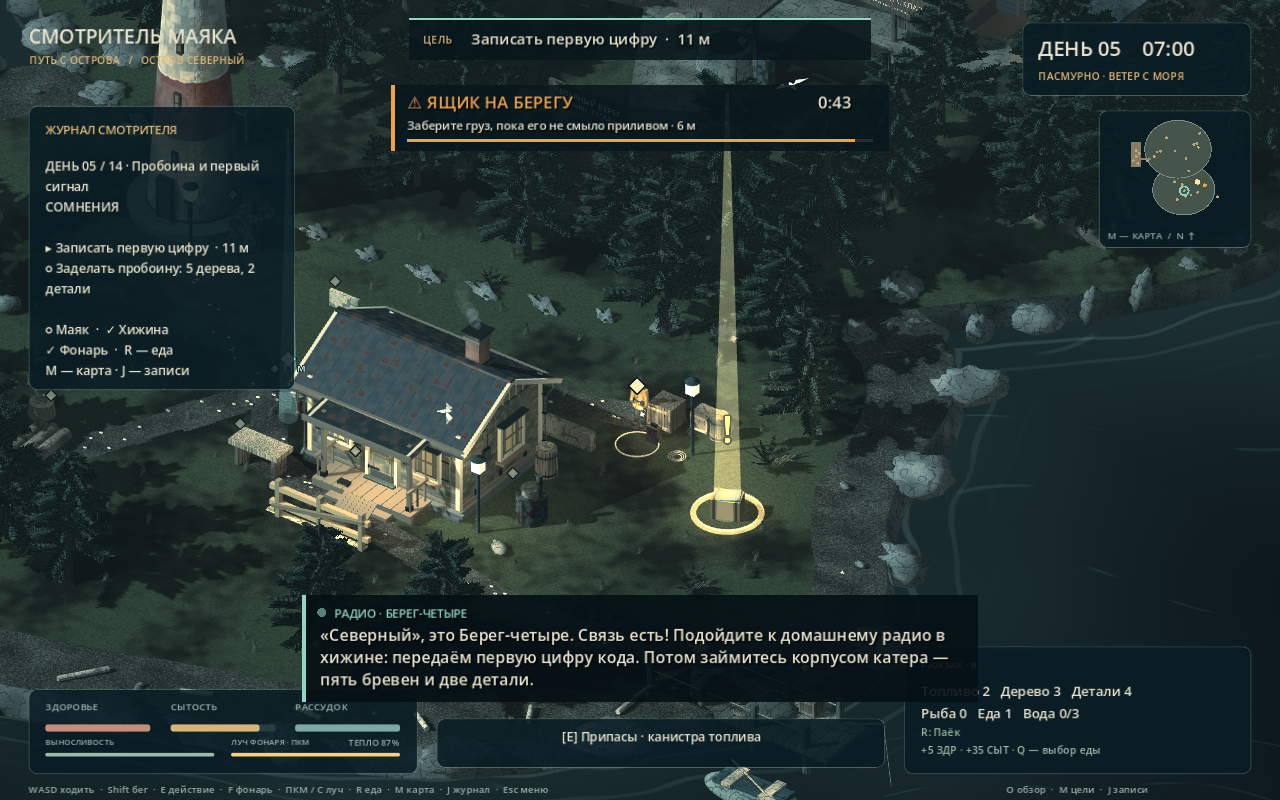 СМОТРИТЕЛЬ МАЯКА
ПУТЬ С ОСТРОВА / ОСТРОВ СЕВЕРНЫЙ
ЦЕЛЬ Записать первую цифру · 11 м
⚠ ЯЩИК НА БЕРЕГУ 0:43
Заберите груз, пока его не смыло приливом · 6 м
ДЕНЬ 05 07:00
ПАСМУРНО · ВЕТЕР С МОРЯ
М — КАРТА / N ↑
ЖУРНАЛ СМОТРИТЕЛЯ
ДЕНЬ 05 / 14 · Пробоина и первый
сигнал
СОМНЕНИЯ
▸ Записать первую цифру · 11 м
○ Заделать пробоину: 5 дерева, 2
детали
○ Маяк · ✓ Хижина
✓ Фонарь · R — еда
M — карта · J — записи
!
РАДИО · БЕРЕГ-ЧЕТЫРЕ
«Северный», это Берег-четыре. Связь есть! Подойдите к домашнему радио в
хижине: передаём первую цифру кода. Потом займитесь корпусом катера —
пять бревен и две детали.
ЗДОРОВЬЕ СЫТОСТЬ РАССУДОК
ВЫНОСЛИВОСТЬ ЛУЧ ФОНАРЯ · ПКМ ТЕПЛО 87%
[E] Припасы · канистра топлива
Топливо 2 Дерево 3 Детали 4
Рыба 0 Еда 1 Вода 0/3
R: Паёк
+5 ЗДР · +35 СЫТ · Q — выбор еды
WASD ходить · Shift бег · E действие · F фонарь · ПКМ / C луч · R еда · M карта · J журнал · Esc меню
O обзор · M цели · J записи